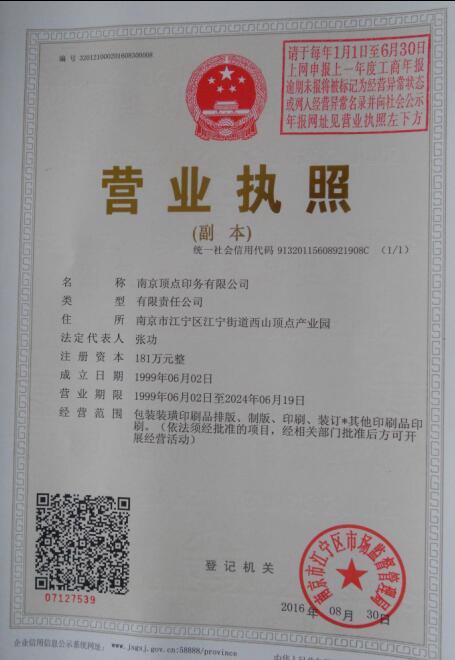 编 号 320121000201608300008
请于每年1月1日至6月30日
上网申报上一年度工商年报
逾期未报将被标记为经营异常状态
或列入经营异常名录并向社会公示
年报网址见营业执照左下方
营业执照
(副 本)
统一社会信用代码 91320115608921908C (1/1)
名 称 南京顶点印务有限公司
类 型 有限责任公司
住 所 南京市江宁区江宁街道西山顶点产业园
法定代表人 张功
注册资本 181万元整
成立日期 1999年06月02日
营业期限 1999年06月02日至2024年06月19日
经营范围 包装装璜印刷品排版、制版、印刷、装订*其他印刷品印
刷。（依法须经批准的项目，经相关部门批准后方可开
展经营活动）
07127539
登记机关
南京市江宁区市场监督管理局
2016 年 08月 30日
企业信用信息公示系统网址： www.jsgsj.gov.cn:58888/province